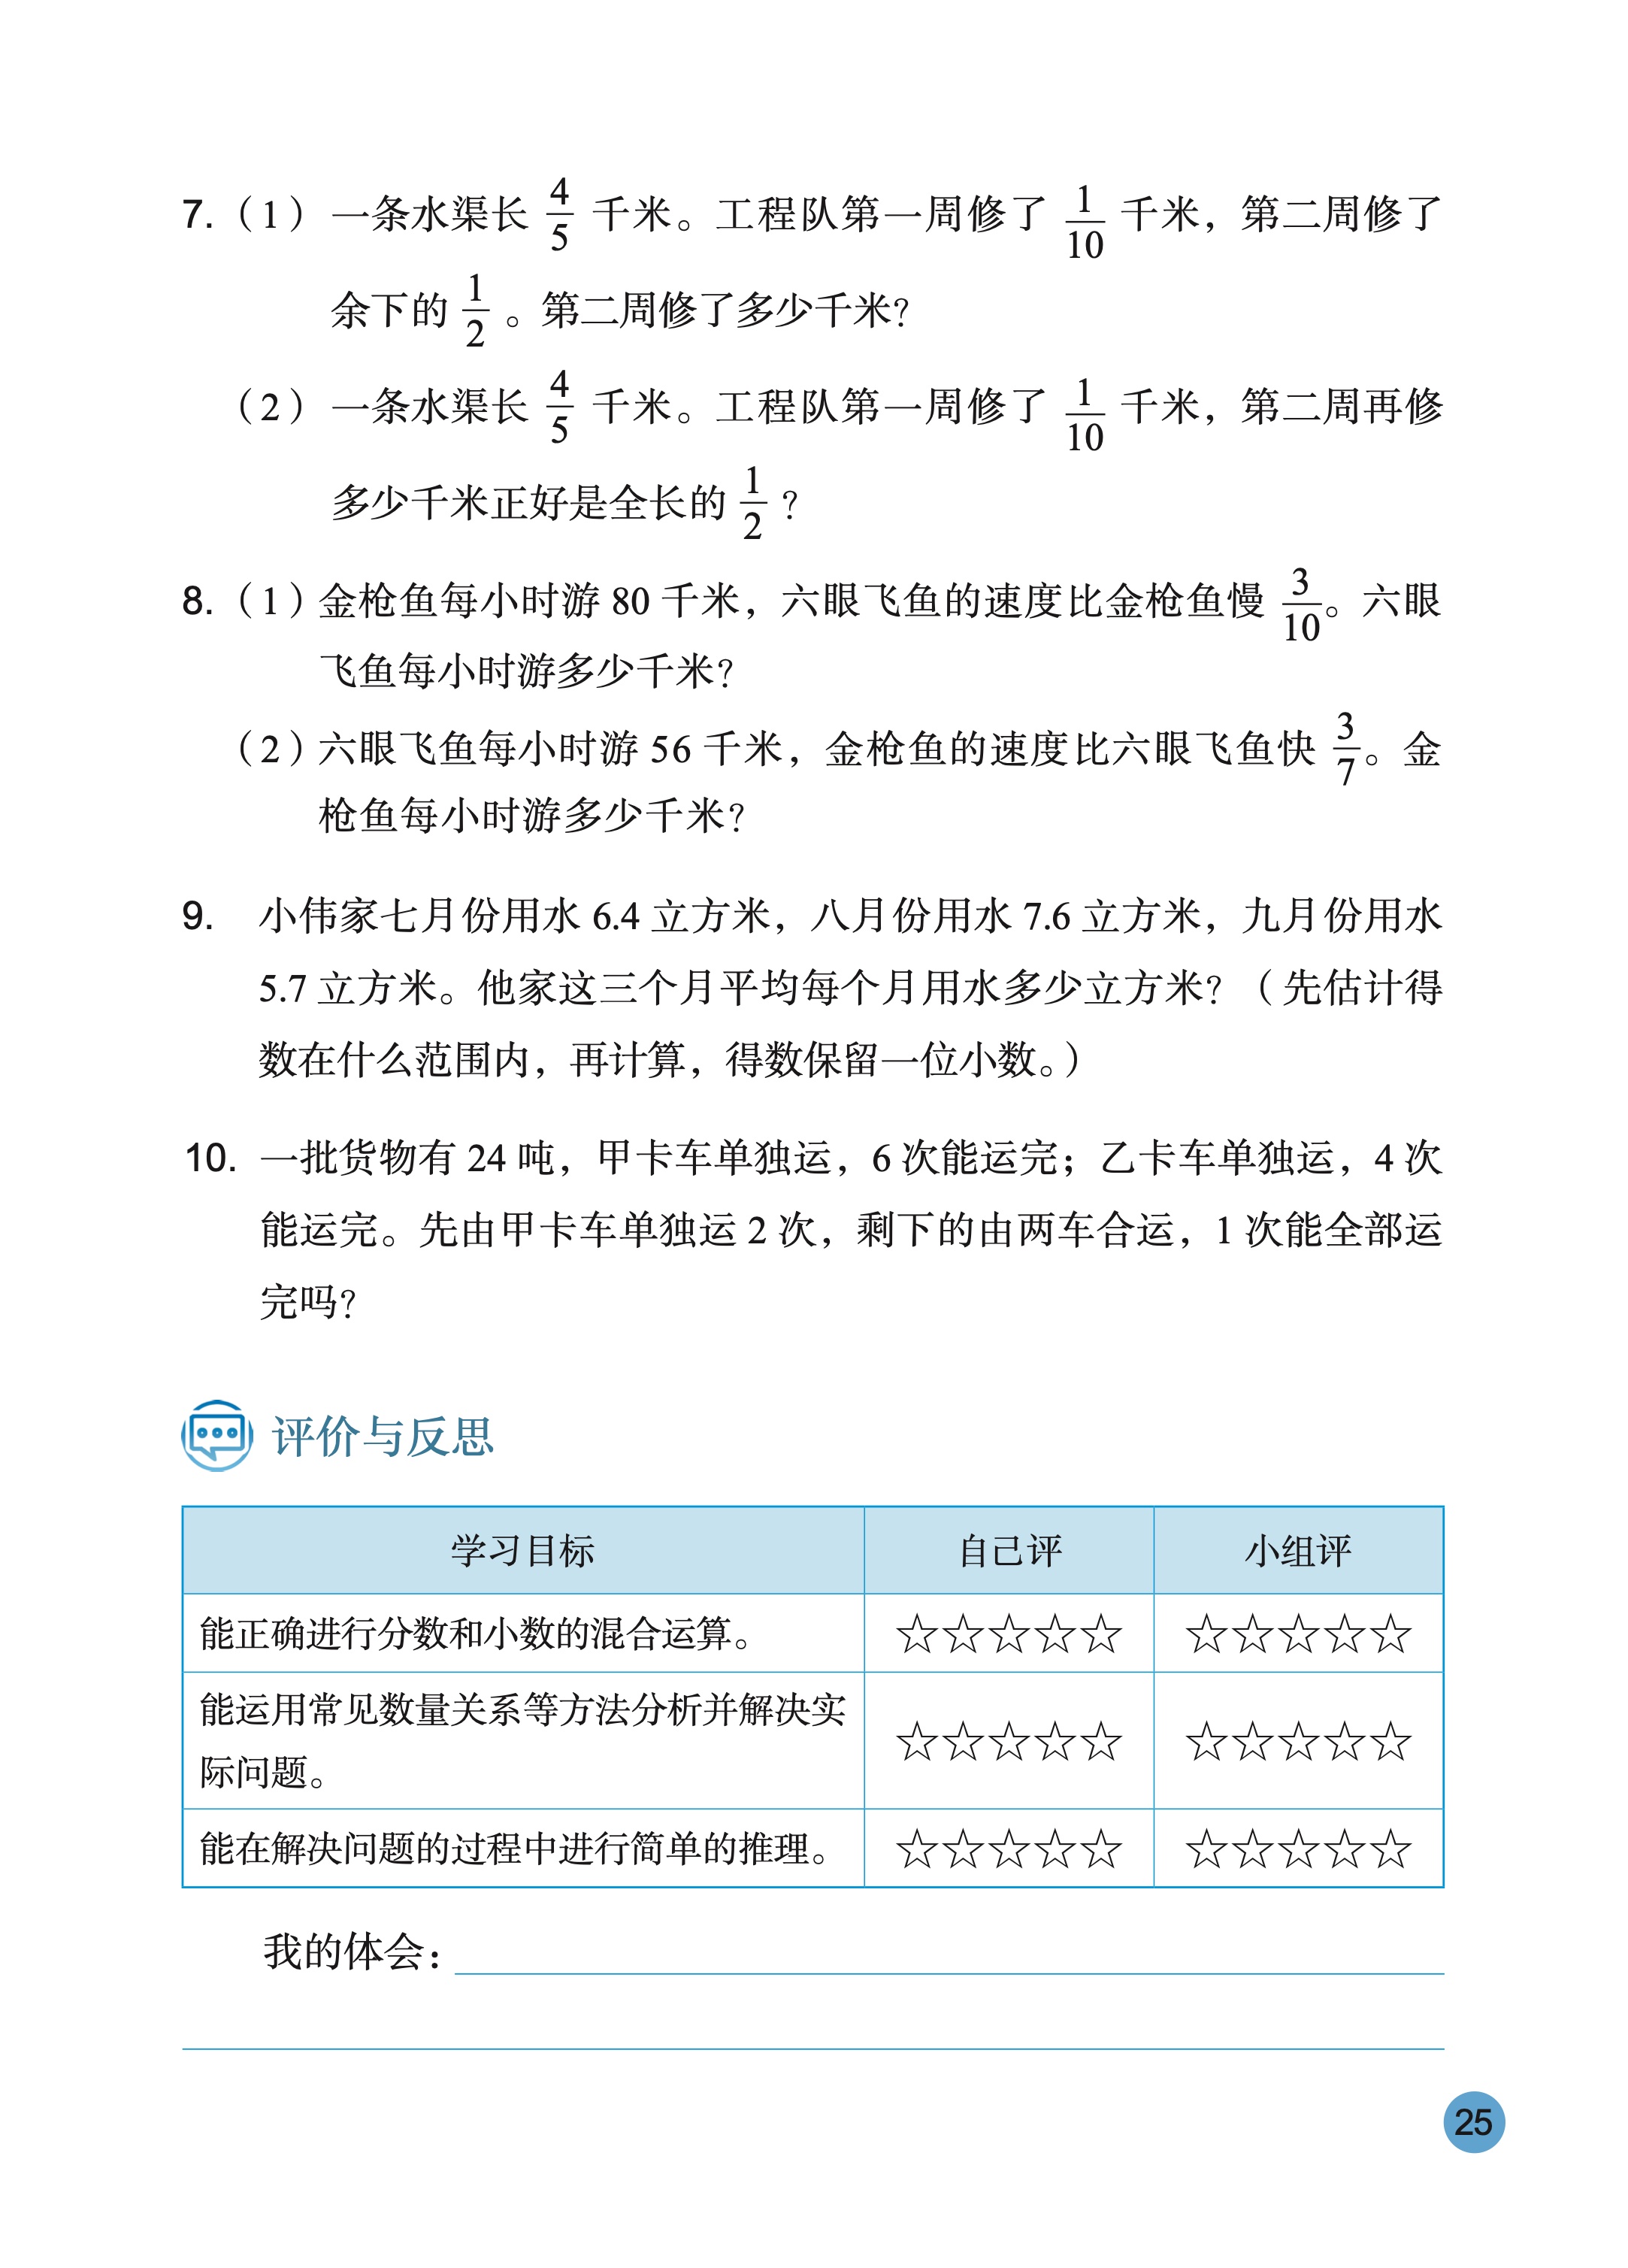 7.（1）一条水渠长 4/5 千米。工程队第一周修了 1/10 千米，第二周修了
余下的 1/2 。第二周修了多少千米？
（2）一条水渠长 4/5 千米。工程队第一周修了 1/10 千米，第二周再修
多少千米正好是全长的 1/2 ？
8.（1）金枪鱼每小时游 80 千米，六眼飞鱼的速度比金枪鱼慢 3/10。六眼
飞鱼每小时游多少千米？
（2）六眼飞鱼每小时游 56 千米，金枪鱼的速度比六眼飞鱼快 3/7。金
枪鱼每小时游多少千米？
9. 小伟家七月份用水 6.4 立方米，八月份用水 7.6 立方米，九月份用水
5.7 立方米。他家这三个月平均每个月用水多少立方米？（先估计得
数在什么范围内，再计算，得数保留一位小数。）
10. 一批货物有 24 吨，甲卡车单独运，6 次能运完；乙卡车单独运，4 次
能运完。先由甲卡车单独运 2 次，剩下的由两车合运，1 次能全部运
完吗？
评价与反思
学习目标 自己评 小组评
能正确进行分数和小数的混合运算。 ☆☆☆☆☆ ☆☆☆☆☆
能运用常见数量关系等方法分析并解决实
际问题。 ☆☆☆☆☆ ☆☆☆☆☆
能在解决问题的过程中进行简单的推理。 ☆☆☆☆☆ ☆☆☆☆☆
我的体会：
25